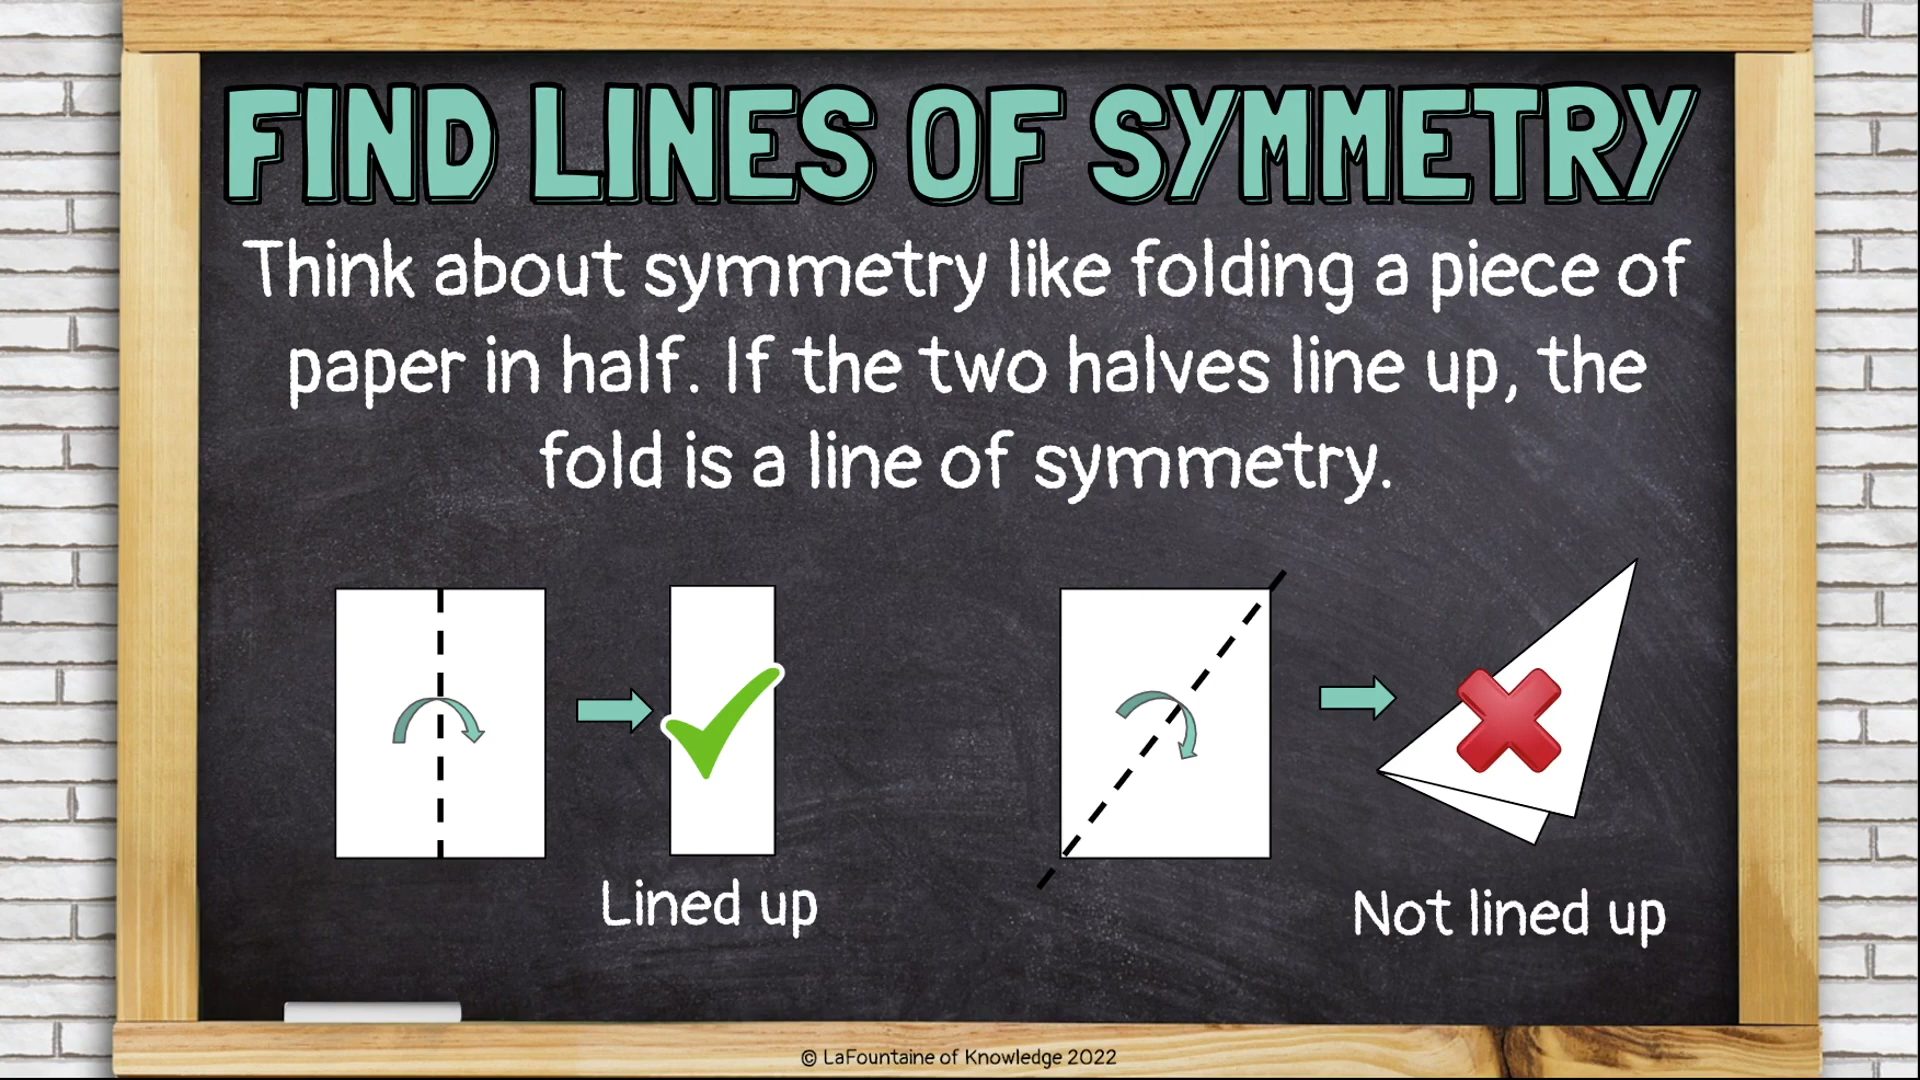 FIND LINES OF SYMMETRY
Think about symmetry like folding a piece of
paper in half. If the two halves line up, the
fold is a line of symmetry.
Lined up
Not lined up
© LaFountaine of Knowledge 2022